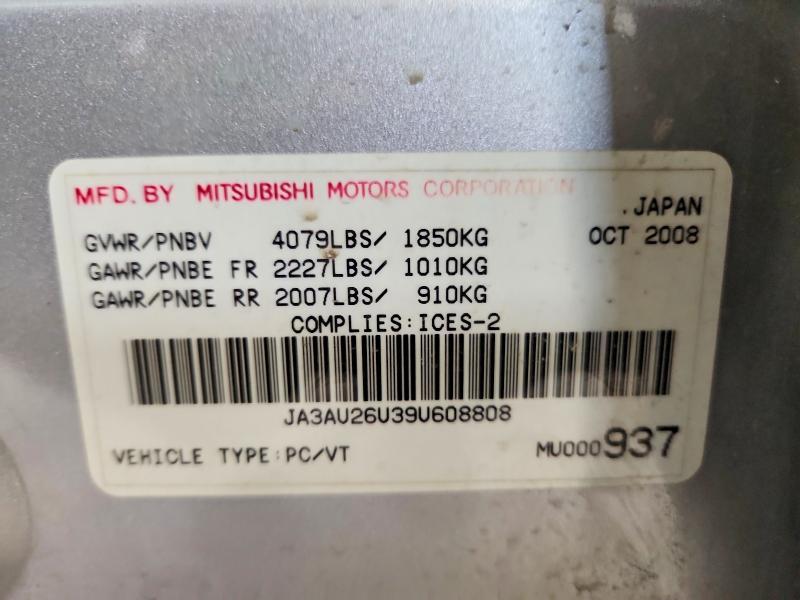 MFD. BY MITSUBISHI MOTORS CORPORATION
JAPAN
GVWR/PNBV 4079LBS/ 1850KG OCT 2008
GAWR/PNBE FR 2227LBS/ 1010KG
GAWR/PNBE RR 2007LBS/ 910KG
COMPLIES:ICES-2
JA3AU26U39U608808
VEHICLE TYPE:PC/VT MU000937